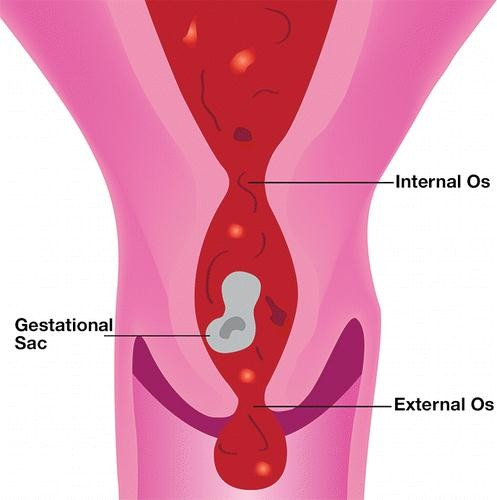 Internal Os
Gestational
Sac
External Os